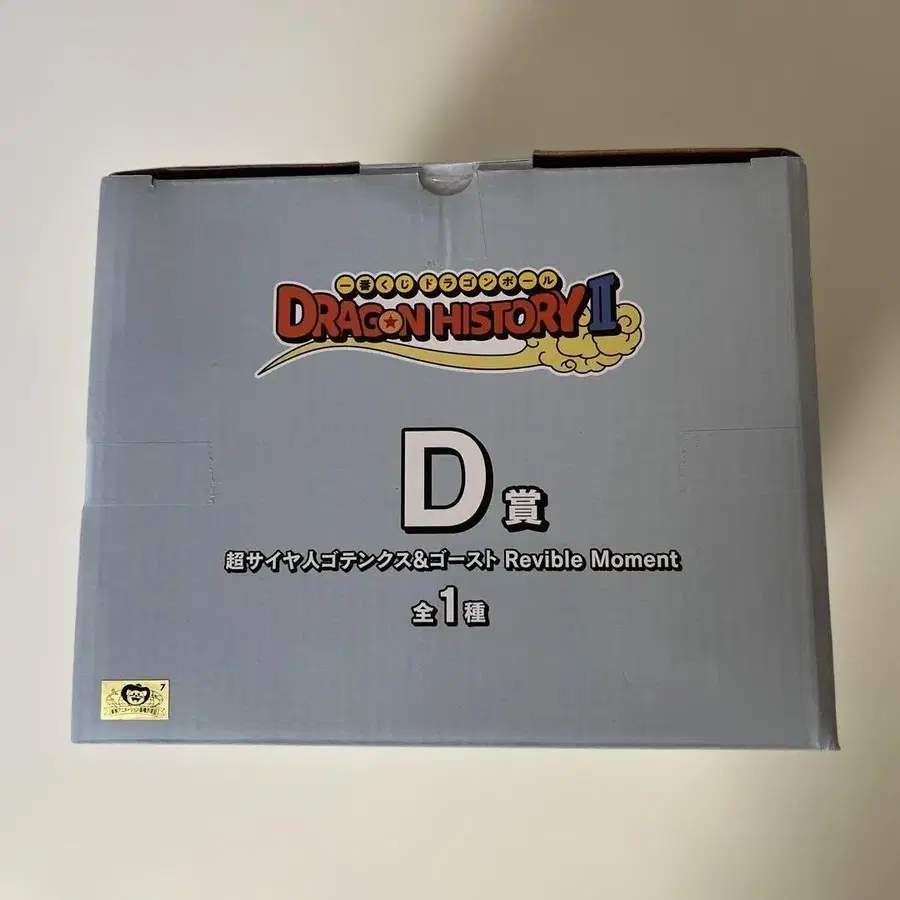 一番くじ ドラゴンボール
DRAGON HISTORY II
D賞
超サイヤ人ゴテンクス&ゴースト Revible Moment
全1種
7